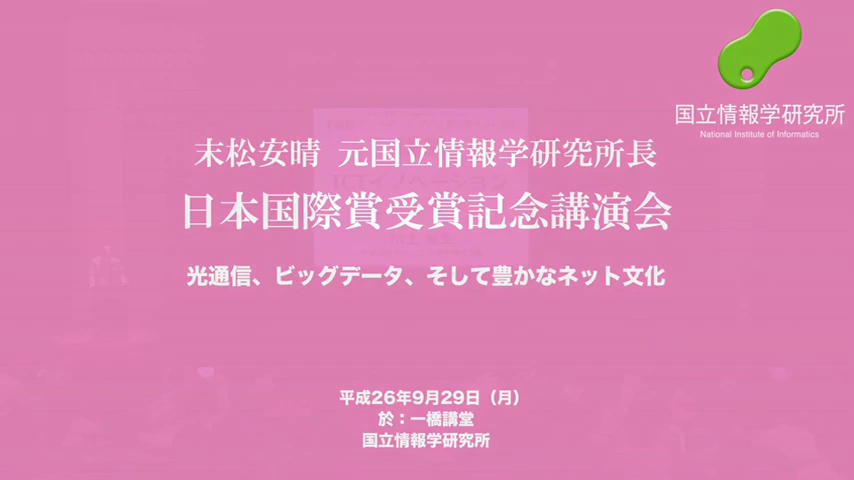 国立情報学研究所
National Institute of Informatics
末松安晴 元国立情報学研究所長
日本国際賞受賞記念講演会
光通信、ビッグデータ、そして豊かなネット文化
平成26年9月29日（月）
於：一橋講堂
国立情報学研究所